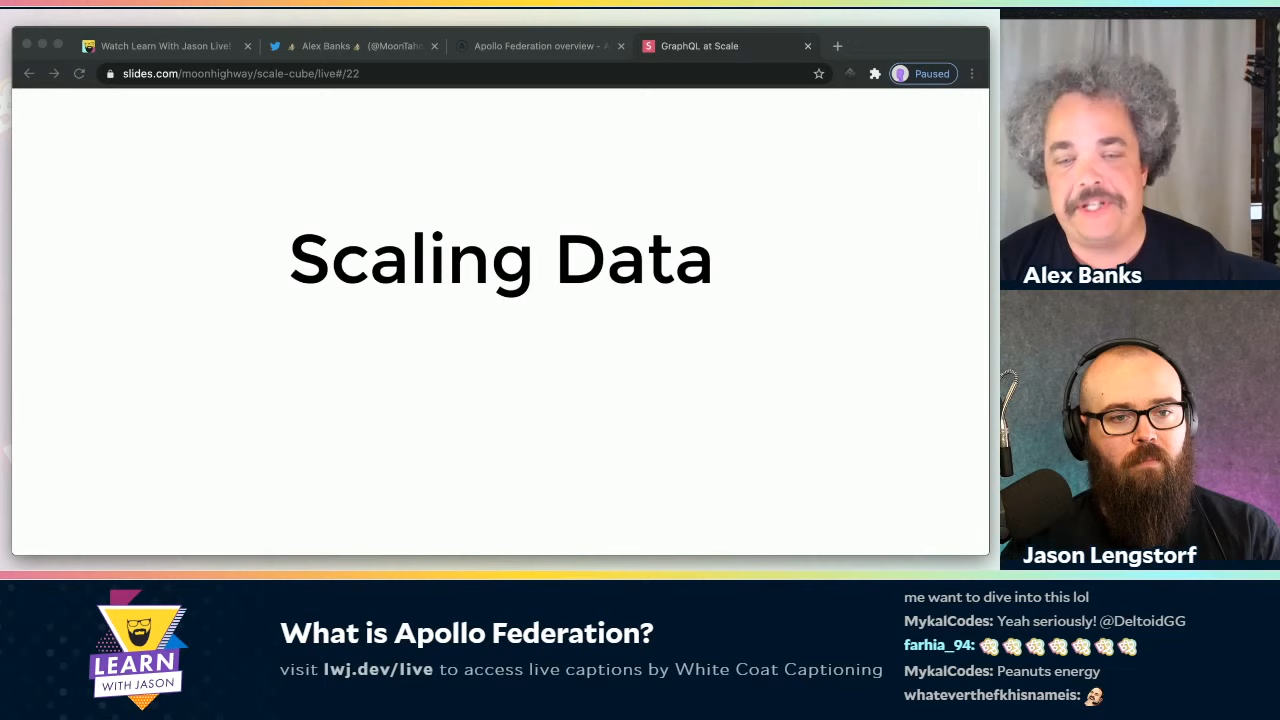 Watch Learn With Jason Live!
Alex Banks (@MoonTaho
Apollo Federation overview - A
GraphQL at Scale
slides.com/moonhighway/scale-cube/live#/22
Paused
Scaling Data
Alex Banks
Jason Lengstorf
LEARN
WITH JASON
What is Apollo Federation?
visit lwj.dev/live to access live captions by White Coat Captioning
me want to dive into this lol
MykalCodes: Yeah seriously! @DeltoidGG
farhia_94:
MykalCodes: Peanuts energy
whateverthefkhisnameis: